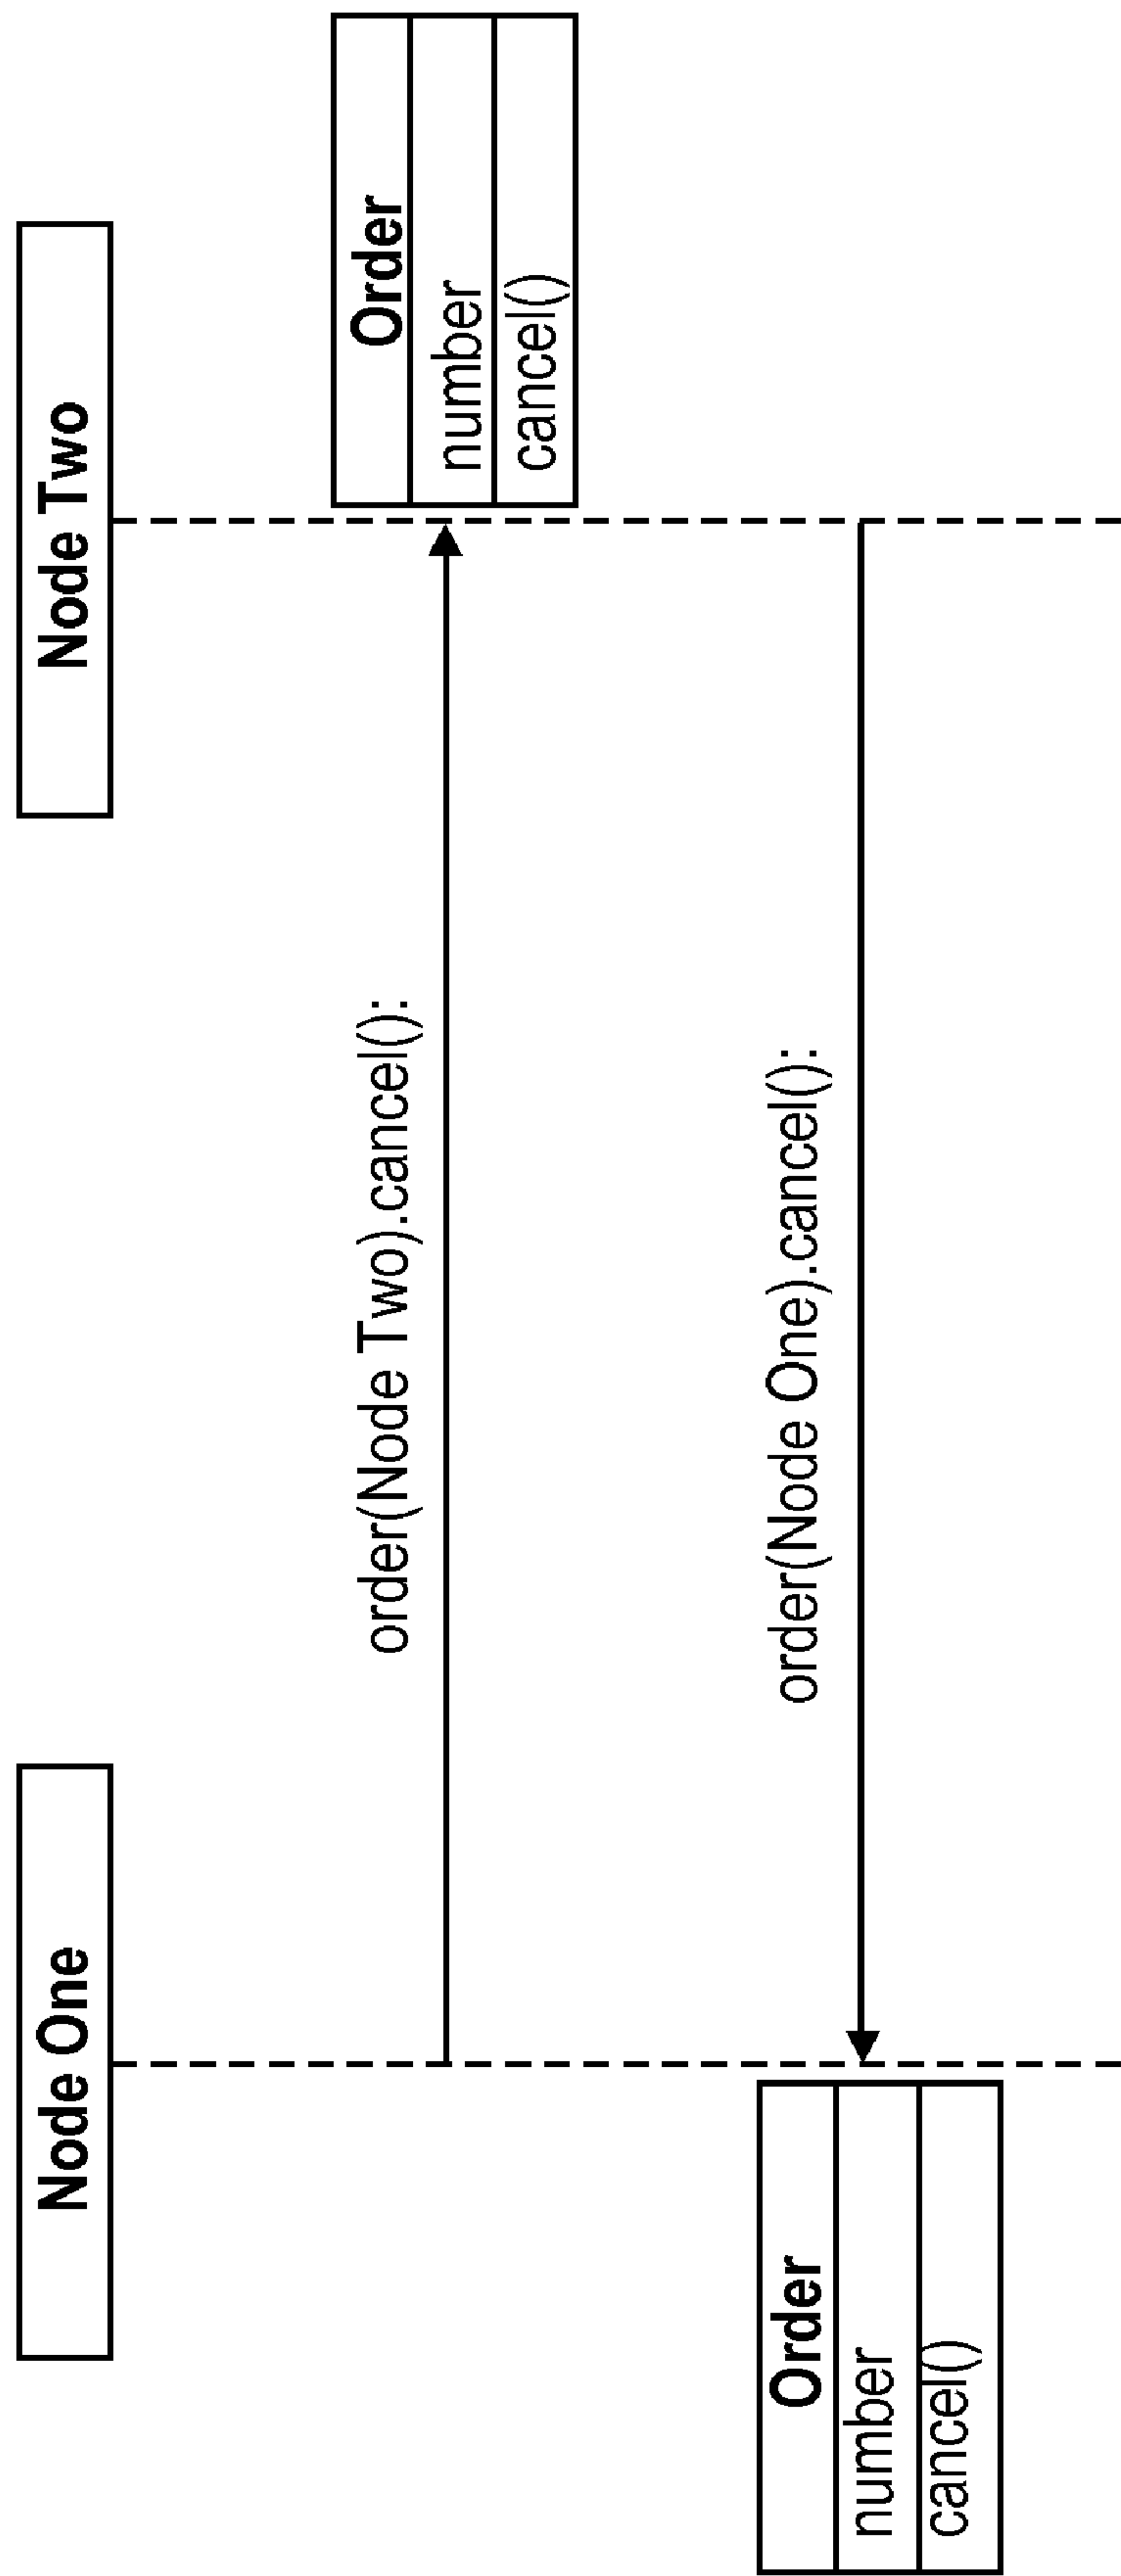 Node One
Node Two
order(Node Two).cancel():
Order
number
cancel()
order(Node One).cancel():
Order
number
cancel()